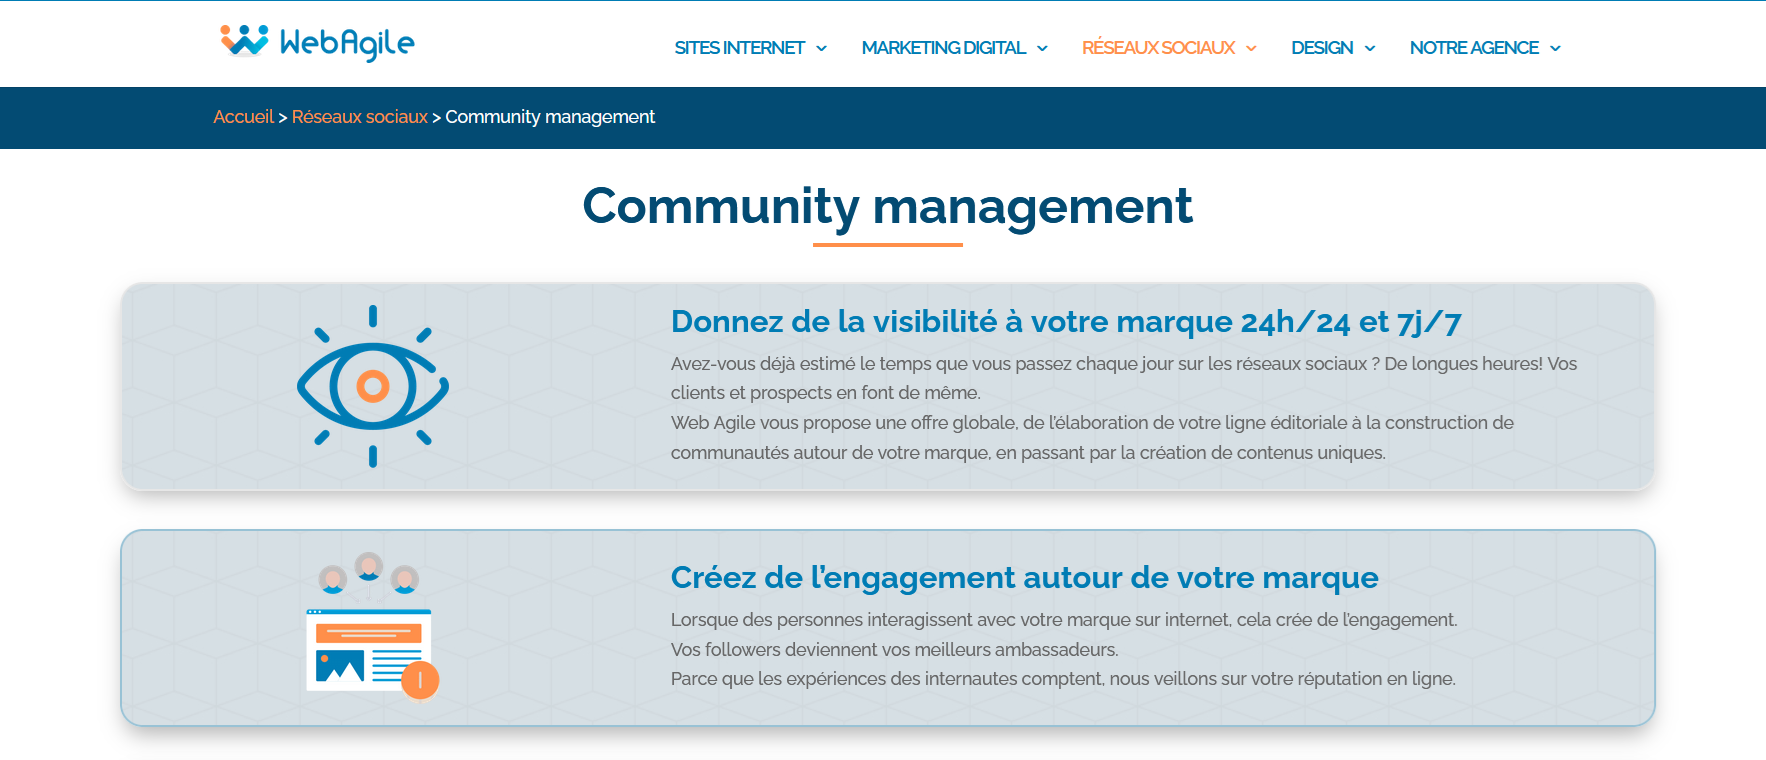 WebAgile
SITES INTERNET
MARKETING DIGITAL
RÉSEAUX SOCIAUX
DESIGN
NOTRE AGENCE
Accueil > Réseaux sociaux > Community management
Community management
Donnez de la visibilité à votre marque 24h/24 et 7j/7
Avez-vous déjà estimé le temps que vous passez chaque jour sur les réseaux sociaux ? De longues heures! Vos
clients et prospects en font de même.
Web Agile vous propose une offre globale, de l’élaboration de votre ligne éditoriale à la construction de
communautés autour de votre marque, en passant par la création de contenus uniques.
Créez de l’engagement autour de votre marque
Lorsque des personnes interagissent avec votre marque sur internet, cela crée de l’engagement.
Vos followers deviennent vos meilleurs ambassadeurs.
Parce que les expériences des internautes comptent, nous veillons sur votre réputation en ligne.